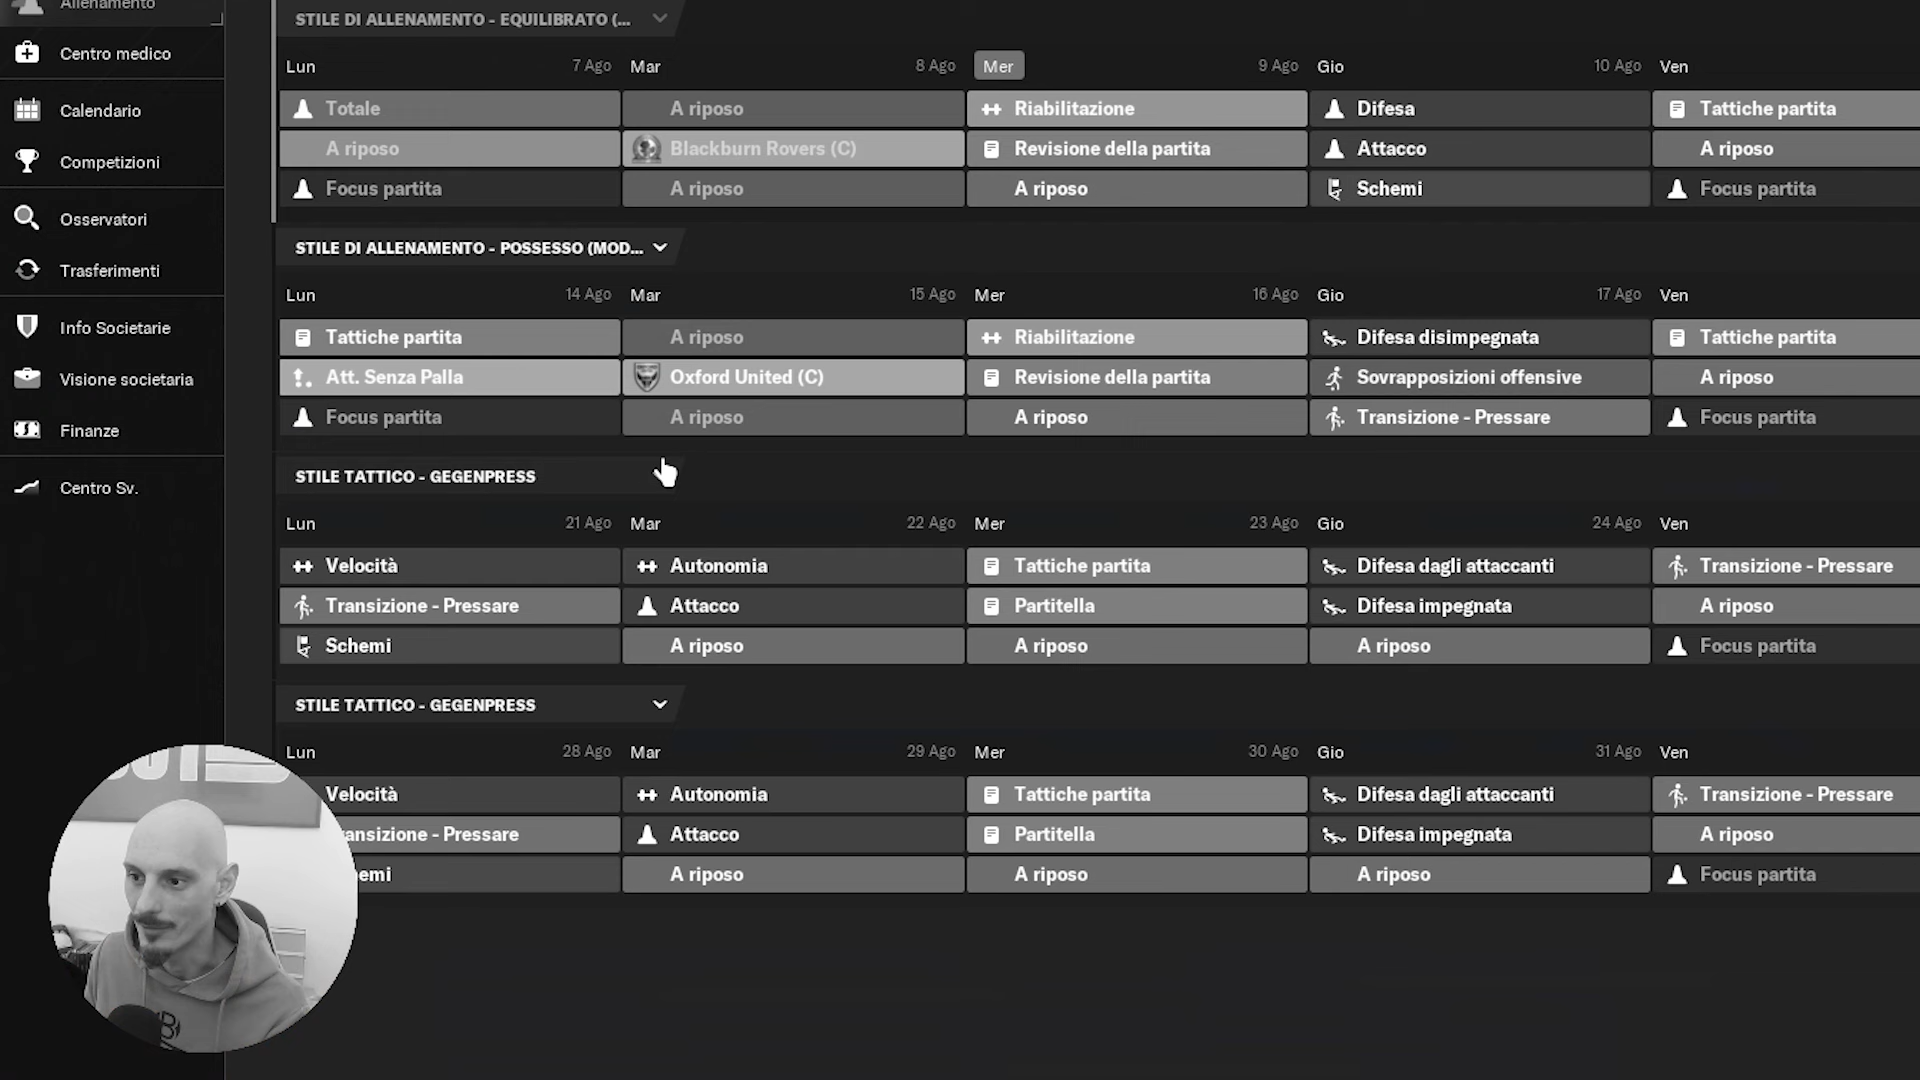 Allenamento
Centro medico
Calendario
Competizioni
Osservatori
Trasferimenti
Info Societarie
Visione societaria
Finanze
Centro Sv.
STILE DI ALLENAMENTO - EQUILIBRATO (...
Lun 7 Ago Mar 8 Ago Mer 9 Ago Gio 10 Ago Ven
Totale A riposo Riabilitazione Difesa Tattiche partita
A riposo Blackburn Rovers (C) Revisione della partita Attacco A riposo
Focus partita A riposo A riposo Schemi Focus partita
STILE DI ALLENAMENTO - POSSESSO (MOD...
Lun 14 Ago Mar 15 Ago Mer 16 Ago Gio 17 Ago Ven
Tattiche partita A riposo Riabilitazione Difesa disimpegnata Tattiche partita
Att. Senza Palla Oxford United (C) Revisione della partita Sovrapposizioni offensive A riposo
Focus partita A riposo A riposo Transizione - Pressare Focus partita
STILE TATTICO - GEGENPRESS
Lun 21 Ago Mar 22 Ago Mer 23 Ago Gio 24 Ago Ven
Velocità Autonomia Tattiche partita Difesa dagli attaccanti Transizione - Pressare
Transizione - Pressare Attacco Partitella Difesa impegnata A riposo
Schemi A riposo A riposo A riposo Focus partita
STILE TATTICO - GEGENPRESS
Lun 28 Ago Mar 29 Ago Mer 30 Ago Gio 31 Ago Ven
Velocità Autonomia Tattiche partita Difesa dagli attaccanti Transizione - Pressare
ansizione - Pressare Attacco Partitella Difesa impegnata A riposo
emi A riposo A riposo A riposo Focus partita